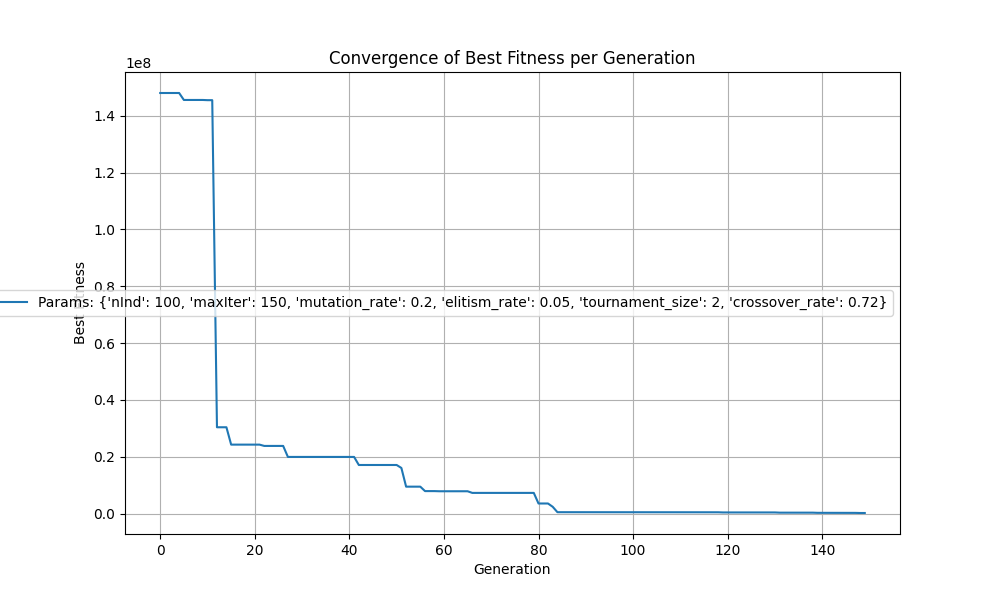 Convergence of Best Fitness per Generation
1e8
1.4
1.2
1.0
0.8
Params: {'nInd': 100, 'maxIter': 150, 'mutation_rate': 0.2, 'elitism_rate': 0.05, 'tournament_size': 2, 'crossover_rate': 0.72}
0.6
0.4
0.2
0.0
Best Fitness
0 20 40 60 80 100 120 140
Generation